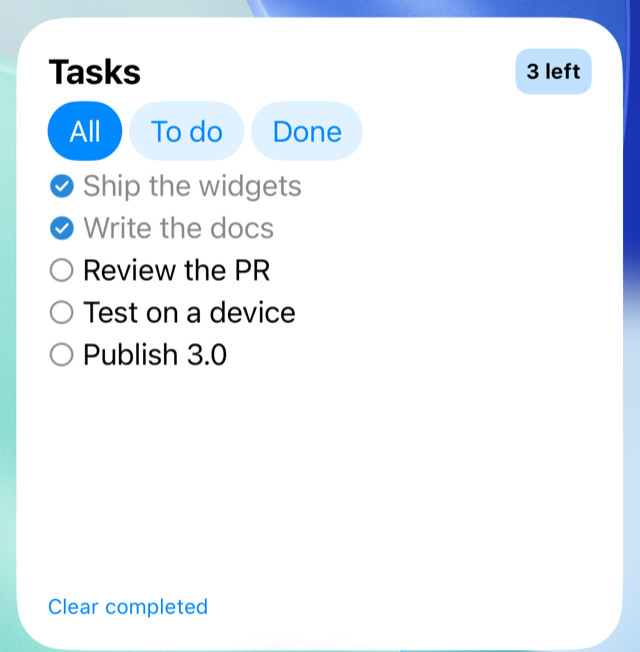 Tasks
3 left
All To do Done
Ship the widgets
Write the docs
Review the PR
Test on a device
Publish 3.0
Clear completed